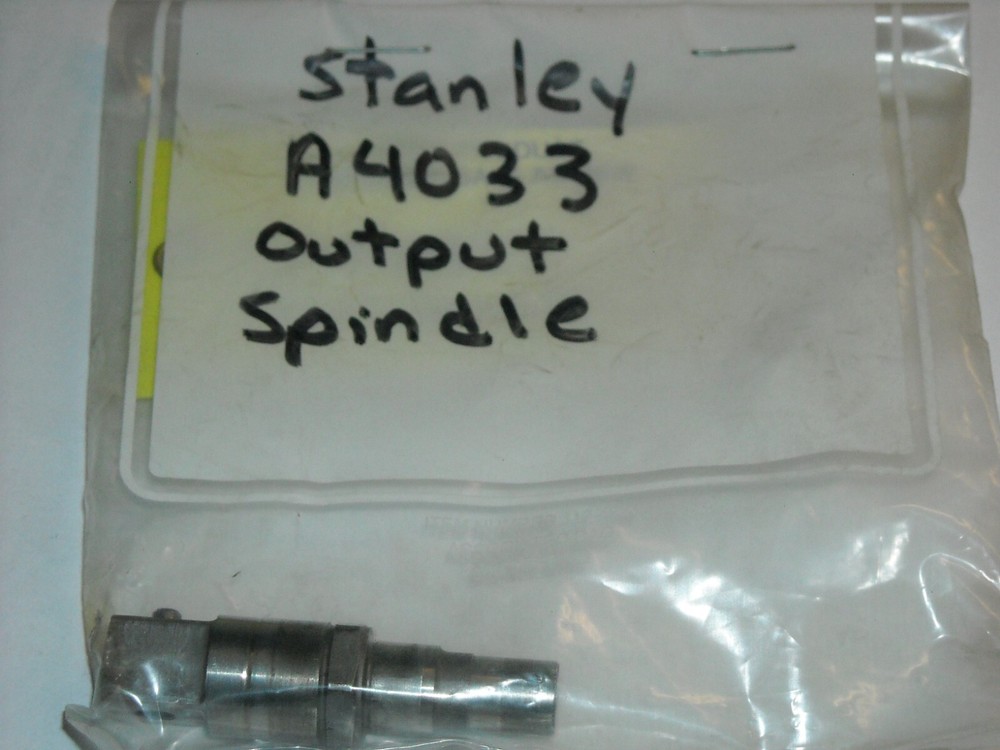 Stanley
A4033
Output
Spindle